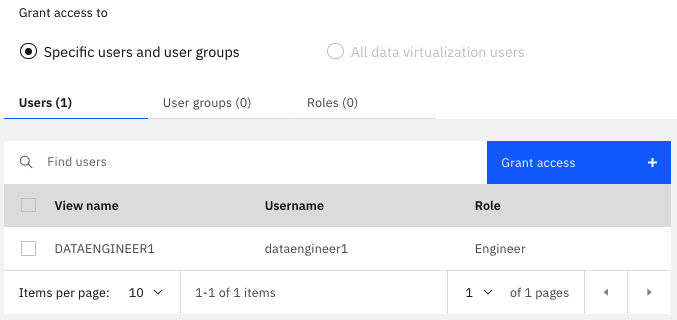 Grant access to
Specific users and user groups
All data virtualization users
Users (1)
User groups (0)
Roles (0)
Find users
Grant access +
View name Username Role
DATAENGINEER1 dataengineer1 Engineer
Items per page: 10 1-1 of 1 items 1 of 1 pages